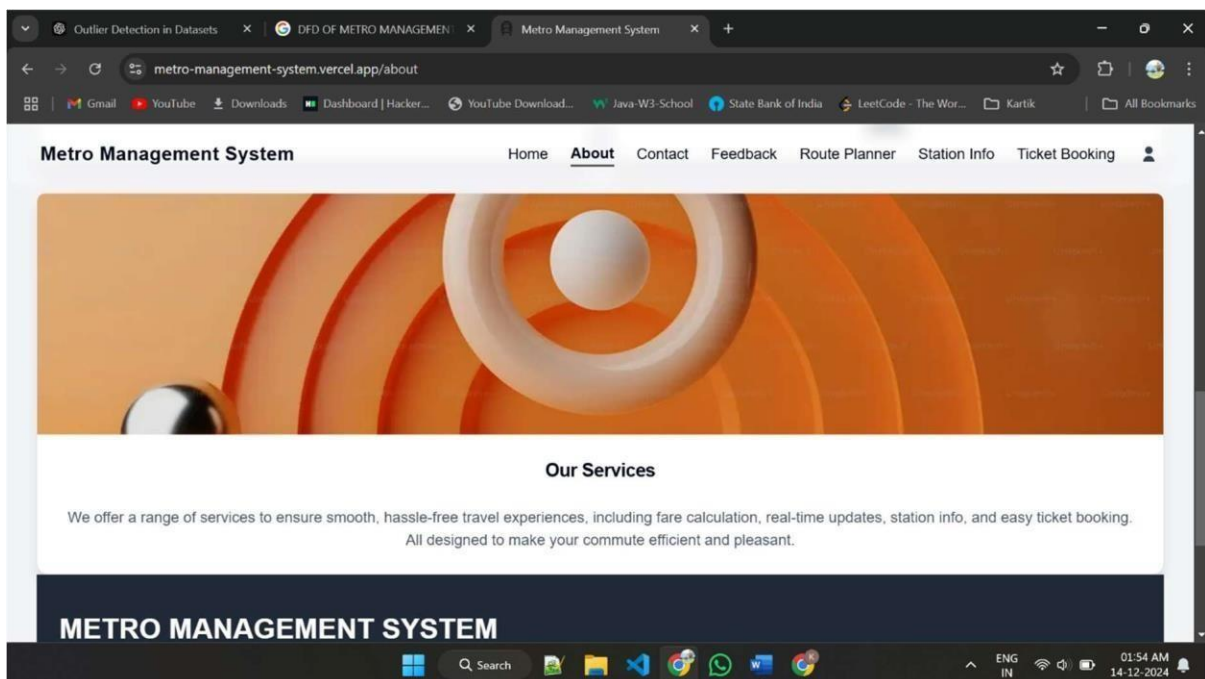 Outlier Detection in Datasets
DFD OF METRO MANAGEMEN
Metro Management System
metro-management-system.vercel.app/about
Gmail YouTube Downloads Dashboard | Hacker... YouTube Download... Java-W3-School State Bank of India LeetCode - The Wor... Kartik All Bookmarks
Metro Management System Home About Contact Feedback Route Planner Station Info Ticket Booking
Our Services
We offer a range of services to ensure smooth, hassle-free travel experiences, including fare calculation, real-time updates, station info, and easy ticket booking.
All designed to make your commute efficient and pleasant.
METRO MANAGEMENT SYSTEM
Search
ENG
IN
01:54 AM
14-12-2024